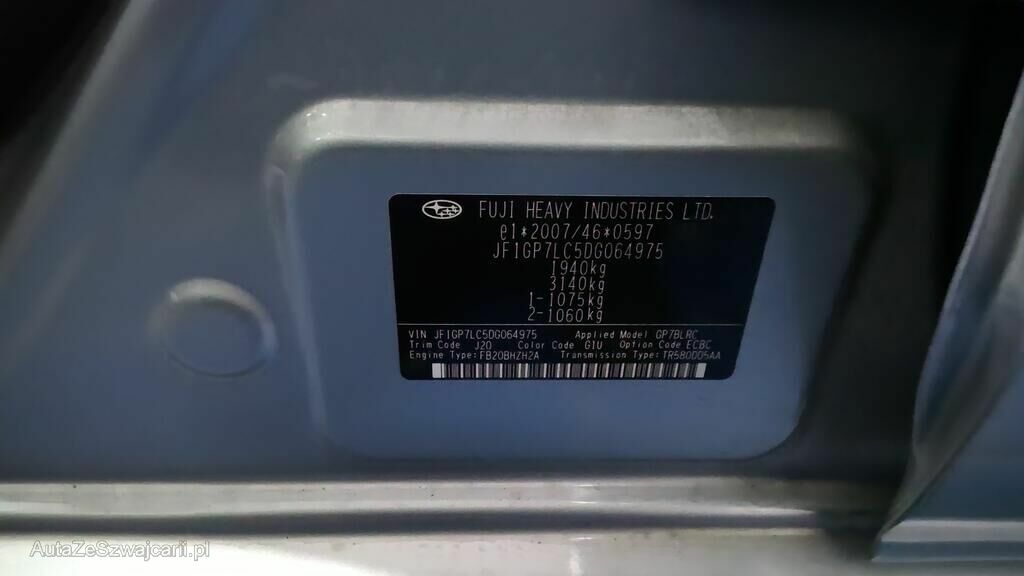 FUJI HEAVY INDUSTRIES LTD.
e1*2007/46*0597
JF1GP7LC5DG064975
1940kg
3140kg
1-1075kg
2-1060kg
VIN JF1GP7LC5DG064975 Applied Model GP7BLRC
Trim Code J20 Color Code G1U Option Code ECBC
Engine Type: FB20BHZH2A Transmission Type: TR580DD5AA
AutaZeSzwajcarii.pl